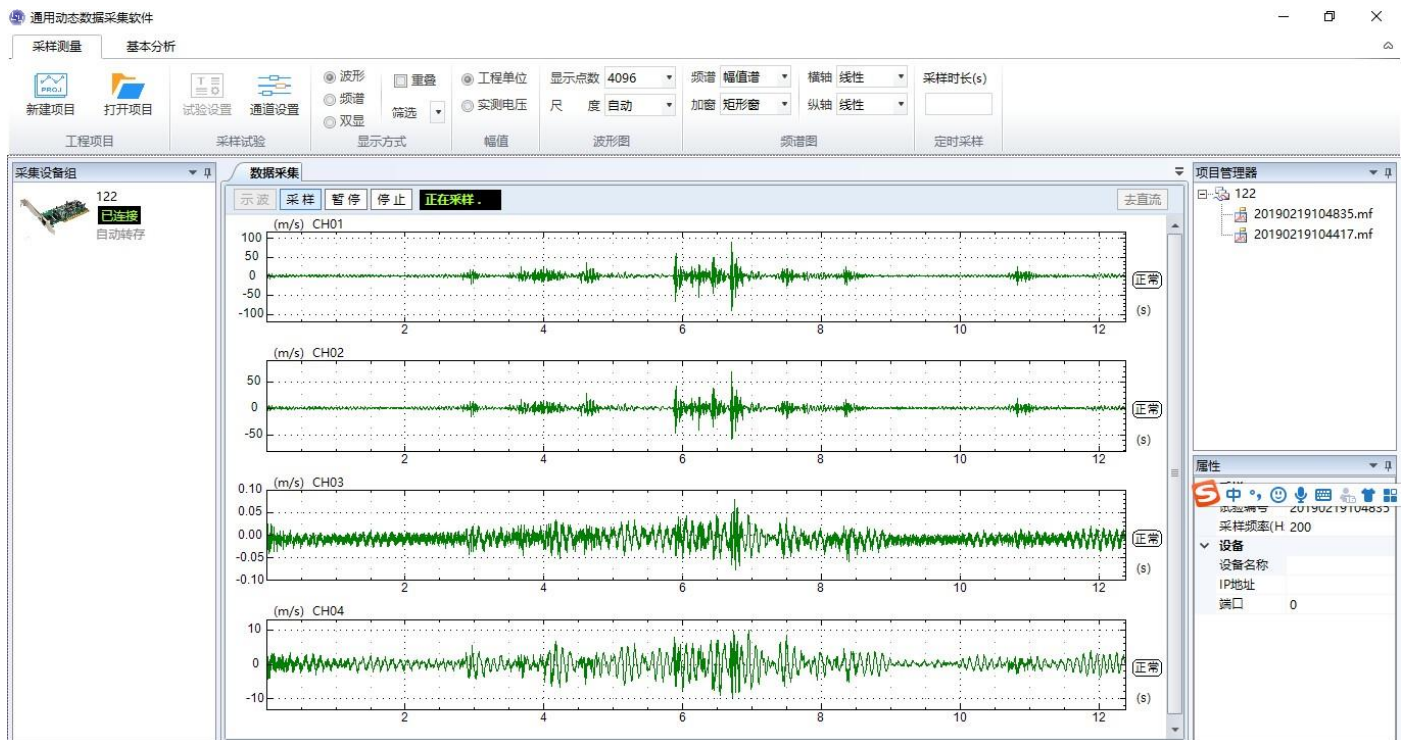 通用动态数据采集软件
采样测量 基本分析
新建项目 打开项目 试验设置 通道设置
波形 频谱 双显 重叠 筛选
工程单位 实测电压
显示点数 4096
尺 度 自动
频谱 幅值谱 横轴 线性
加窗 矩形窗 纵轴 线性
采样时长(s)
工程项目 采样试验 显示方式 幅值 波形图 频谱图 定时采样
采集设备组
122
已连接
自动转存
数据采集
示波 采样 暂停 停止 正在采样 . 去直流
(m/s) CH01
100
50
0
-50
-100
2 4 6 8 10 12
正常
(s)
(m/s) CH02
50
0
-50
2 4 6 8 10 12
正常
(s)
(m/s) CH03
0.10
0.05
0.00
-0.05
-0.10
2 4 6 8 10 12
正常
(s)
(m/s) CH04
10
0
-10
2 4 6 8 10 12
正常
(s)
项目管理器
122
20190219104835.mf
20190219104417.mf
属性
中
试验编号 20190219104835
采样频率(H 200
设备
设备名称
IP地址
端口 0